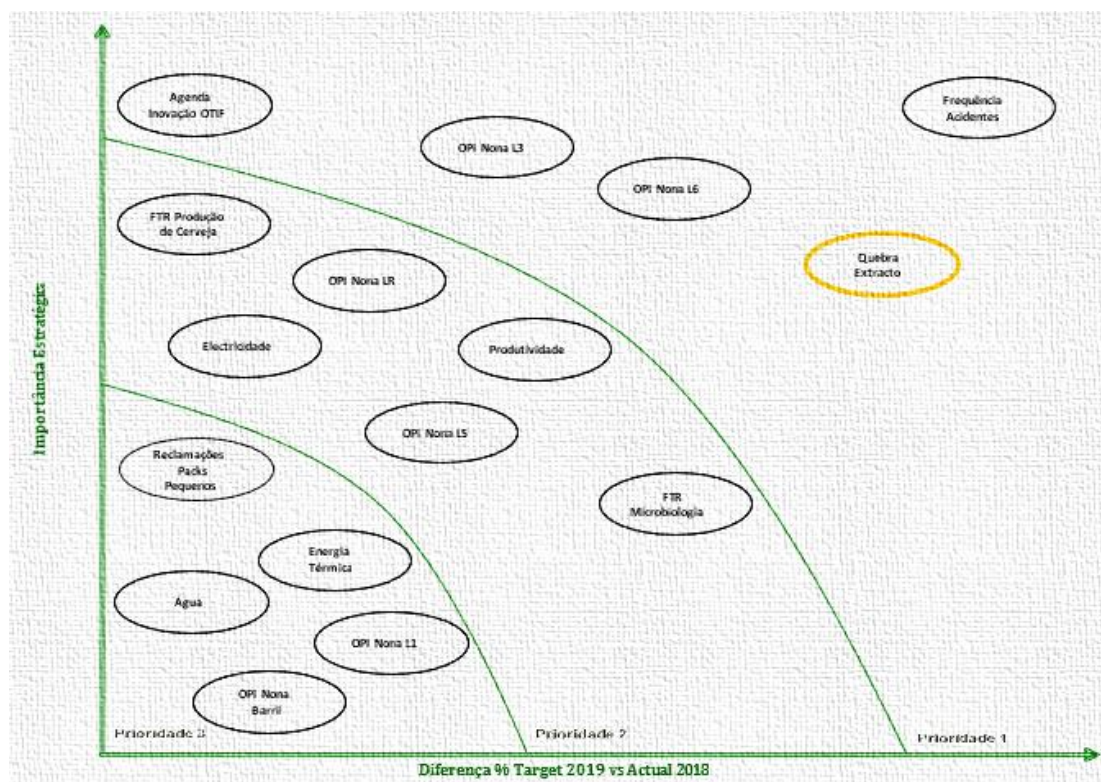 Agenda
Inovação OTIF
Frequência
Acidentes
OPI Nona L3
OPI Nona L6
FTR Produção
de Cerveja
Quebra
Extracto
OPI Nona LR
Electricidade
Produtividade
OPI Nona L5
Reclamações
Packs
Pequenos
FTR
Microbiologia
Energia
Térmica
Agua
OPI Nona L1
OPI Nona
Barril
Importância Estratégica
Prioridade 3
Prioridade 2
Prioridade 1
Diferença % Target 2019 vs Actual 2018